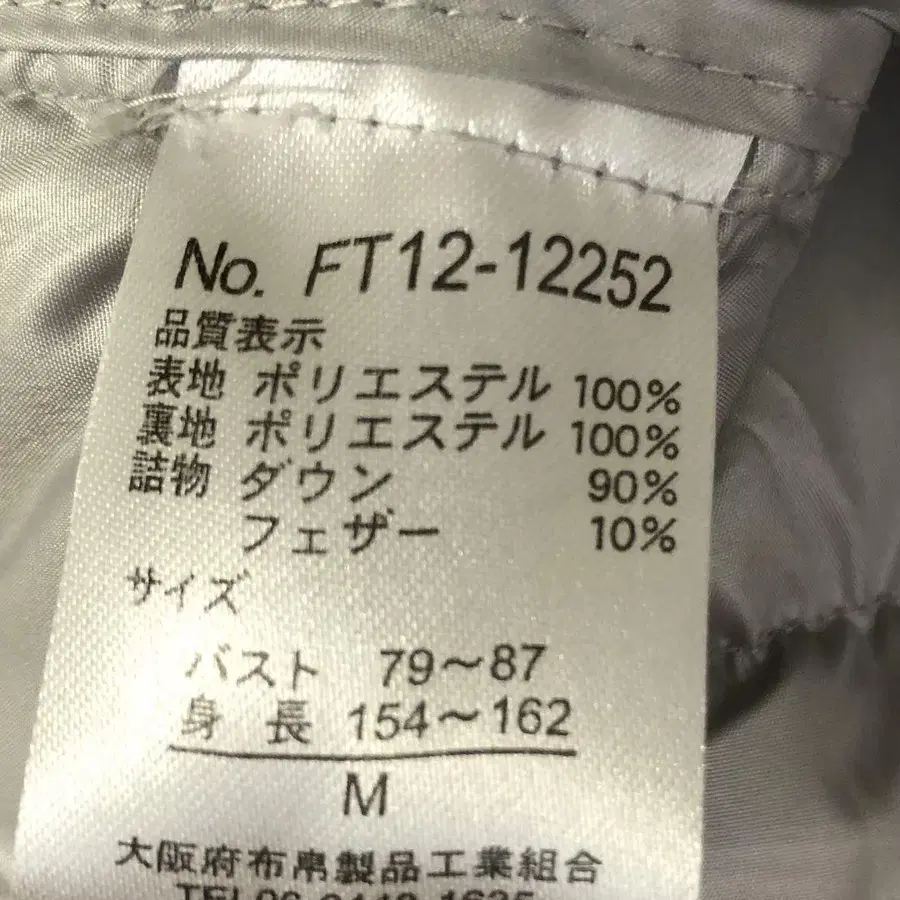 No. FT12-12252
品質表示
表地 ポリエステル 100%
裏地 ポリエステル 100%
詰物 ダウン 90%
フェザー 10%
サイズ
バスト 79～87
身長 154～162
M
大阪府布帛製品工業組合